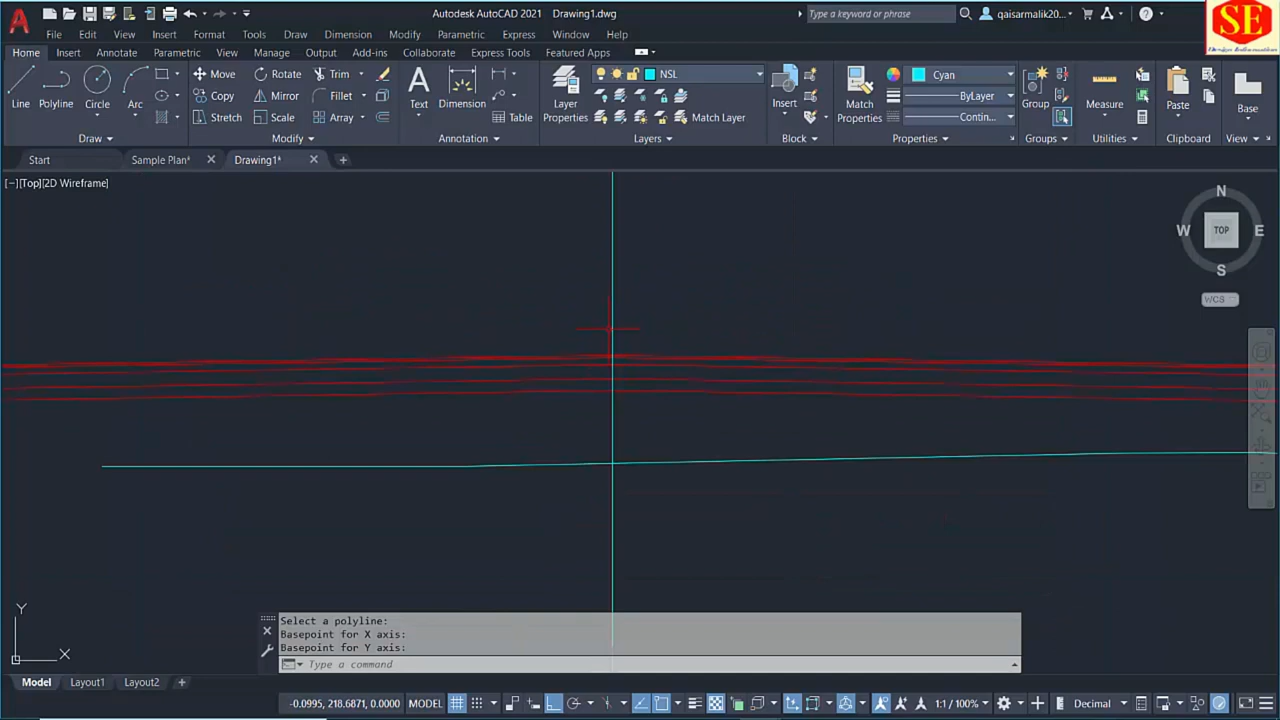 Autodesk AutoCAD 2021 Drawing1.dwg
Type a keyword or phrase
qaisarmalik20...
SE
File Edit View Insert Format Tools Draw Dimension Modify Parametric Express Window Help
Home Insert Annotate Parametric View Manage Output Add-ins Collaborate Express Tools Featured Apps
Line Polyline Circle Arc
Move Rotate Trim
Copy Mirror Fillet
Stretch Scale Array
Text Dimension Table
Layer Properties
NSL
Match Layer
Insert
Match Properties
Cyan
ByLayer
Contin...
Group Measure Paste Base
Draw Modify Annotation Layers Block Properties Groups Utilities Clipboard View
Start Sample Plan* Drawing1*
[−][Top][2D Wireframe]
N
W TOP E
S
WCS
Y
X
Select a polyline:
Basepoint for X axis:
Basepoint for Y axis:
Type a command
Model Layout1 Layout2
-0.0995, 218.6871, 0.0000 MODEL 1:1 / 100% Decimal